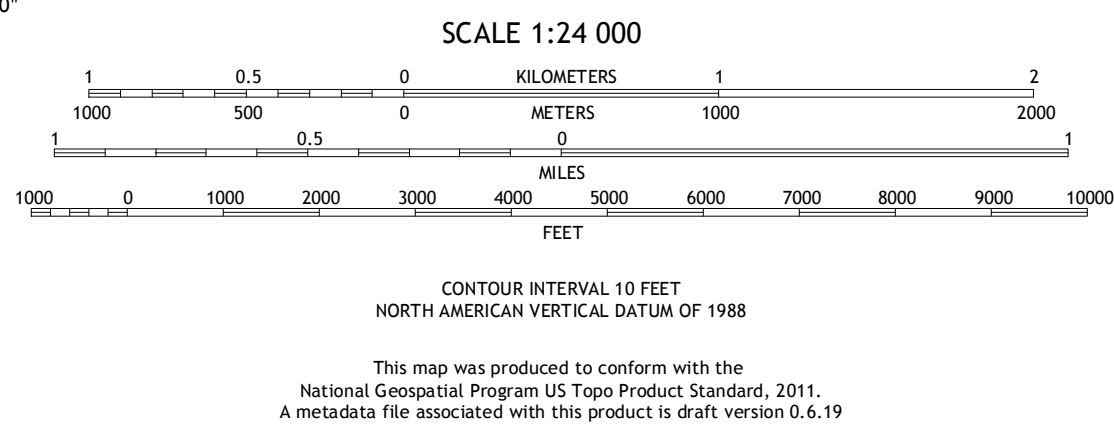 0"
SCALE 1:24 000
1 0.5 0 KILOMETERS 1 2
1000 500 0 METERS 1000 2000
1 0.5 0 1
MILES
1000 0 1000 2000 3000 4000 5000 6000 7000 8000 9000 10000
FEET
CONTOUR INTERVAL 10 FEET
NORTH AMERICAN VERTICAL DATUM OF 1988
This map was produced to conform with the
National Geospatial Program US Topo Product Standard, 2011.
A metadata file associated with this product is draft version 0.6.19